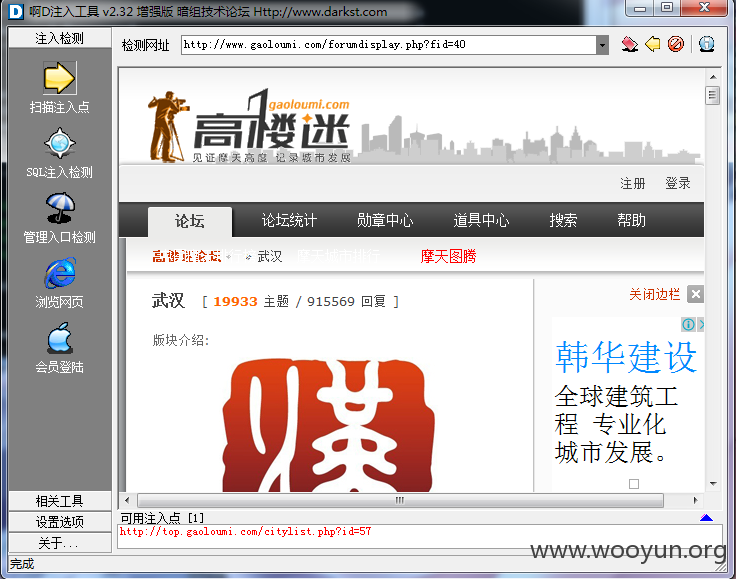 啊D注入工具 v2.32 增强版 暗组技术论坛 Http://www.darkst.com
注入检测
扫描注入点
SQL注入检测
管理入口检测
浏览网页
会员登陆
相关工具
设置选项
关于...
检测网址
http://www.gaoloumi.com/forumdisplay.php?fid=40
gaoloumi.com
高楼迷
见证摩天高度 记录城市发展
注册 登录
论坛 论坛统计 勋章中心 道具中心 搜索 帮助
高楼迷论坛 » 武汉 摩天城市排行 摩天图腾
武汉 [ 19933 主题 / 915569 回复 ]
版块介绍:
漢
关闭边栏
韩华建设
全球建筑工
程 专业化
城市发展。
可用注入点 [1]
http://top.gaoloumi.com/citylist.php?id=57
www.wooyun.org
完成